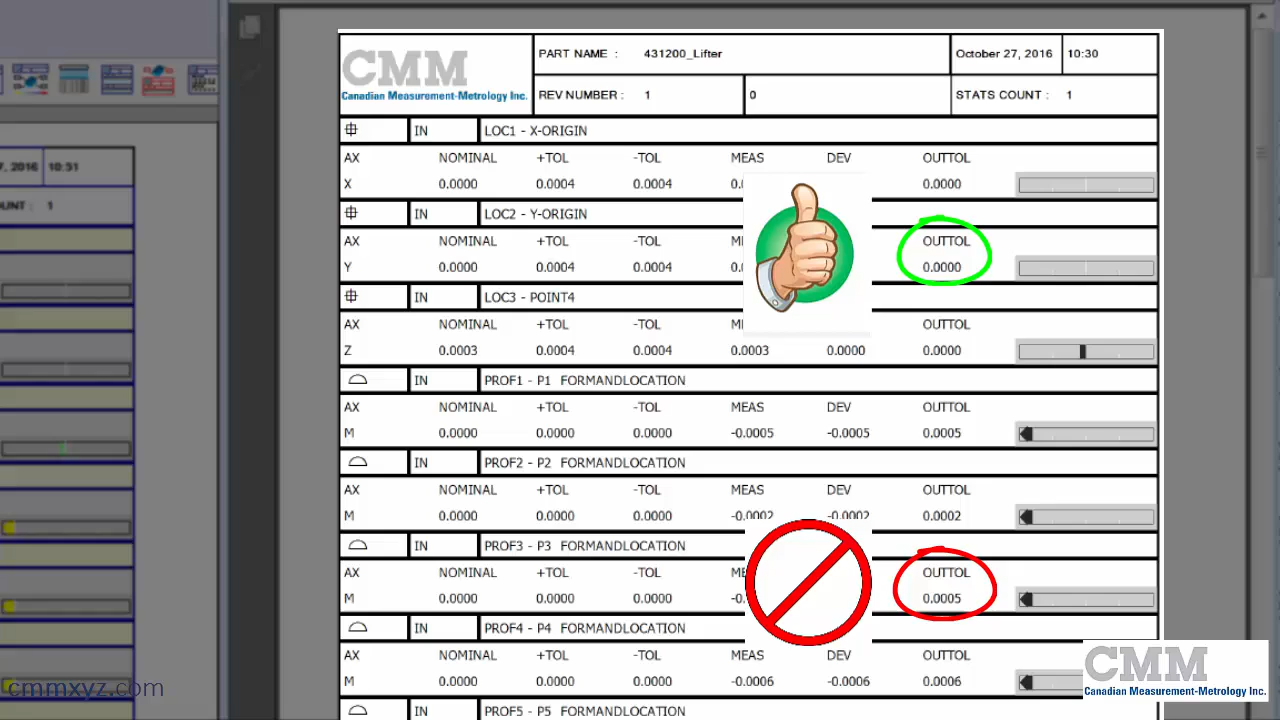 CMM
Canadian Measurement-Metrology Inc.
PART NAME : 431200_Lifter
October 27, 2016 10:30
REV NUMBER : 1 0
STATS COUNT : 1
IN LOC1 - X-ORIGIN
AX NOMINAL +TOL -TOL MEAS DEV OUTTOL
X 0.0000 0.0004 0.0004 0.0000
IN LOC2 - Y-ORIGIN
AX NOMINAL +TOL -TOL OUTTOL
Y 0.0000 0.0004 0.0004 0.0000
IN LOC3 - POINT4
AX NOMINAL +TOL -TOL OUTTOL
Z 0.0003 0.0004 0.0004 0.0003 0.0000 0.0000
IN PROF1 - P1 FORMANDLOCATION
AX NOMINAL +TOL -TOL MEAS DEV OUTTOL
M 0.0000 0.0000 0.0000 -0.0005 -0.0005 0.0005
IN PROF2 - P2 FORMANDLOCATION
AX NOMINAL +TOL -TOL MEAS DEV OUTTOL
M 0.0000 0.0000 0.0000 -0.0002 -0.0002 0.0002
IN PROF3 - P3 FORMANDLOCATION
AX NOMINAL +TOL -TOL OUTTOL
M 0.0000 0.0000 0.0000 0.0005
IN PROF4 - P4 FORMANDLOCATION
AX NOMINAL +TOL -TOL MEAS DEV OUTTOL
M 0.0000 0.0000 0.0000 -0.0006 -0.0006 0.0006
IN PROF5 - P5 FORMANDLOCATION
2016 10:51
1
cmmxyz.com
CMM
Canadian Measurement-Metrology Inc.